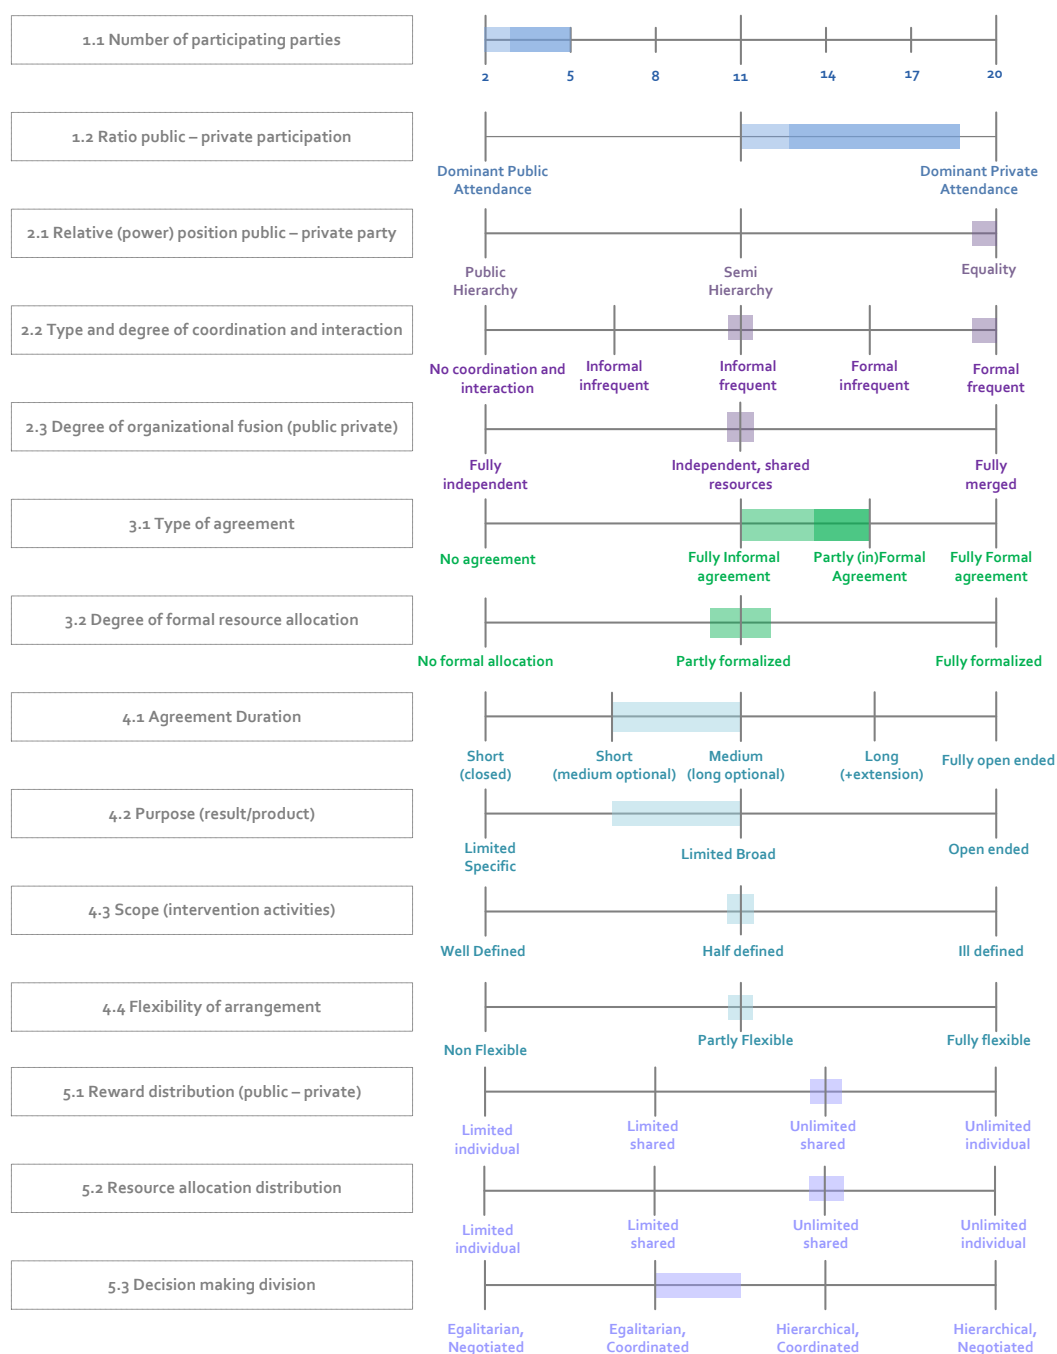 1.1 Number of participating parties
2 5 8 11 14 17 20
1.2 Ratio public – private participation
Dominant Public Dominant Private
Attendance Attendance
2.1 Relative (power) position public – private party
Public Semi Equality
Hierarchy Hierarchy
2.2 Type and degree of coordination and interaction
No coordination and Informal Informal Formal Formal
interaction infrequent frequent infrequent frequent
2.3 Degree of organizational fusion (public private)
Fully Independent, shared Fully
independent resources merged
3.1 Type of agreement
No agreement Fully Informal Partly (in)Formal Fully Formal
agreement Agreement agreement
3.2 Degree of formal resource allocation
No formal allocation Partly formalized Fully formalized
4.1 Agreement Duration
Short Short Medium Long Fully open ended
(closed) (medium optional) (long optional) (+extension)
4.2 Purpose (result/product)
Limited Limited Broad Open ended
Specific
4.3 Scope (intervention activities)
Well Defined Half defined Ill defined
4.4 Flexibility of arrangement
Non Flexible Partly Flexible Fully flexible
5.1 Reward distribution (public – private)
Limited Limited Unlimited Unlimited
individual shared shared individual
5.2 Resource allocation distribution
Limited Limited Unlimited Unlimited
individual shared shared individual
5.3 Decision making division
Egalitarian, Egalitarian, Hierarchical, Hierarchical,
Negotiated Coordinated Coordinated Negotiated